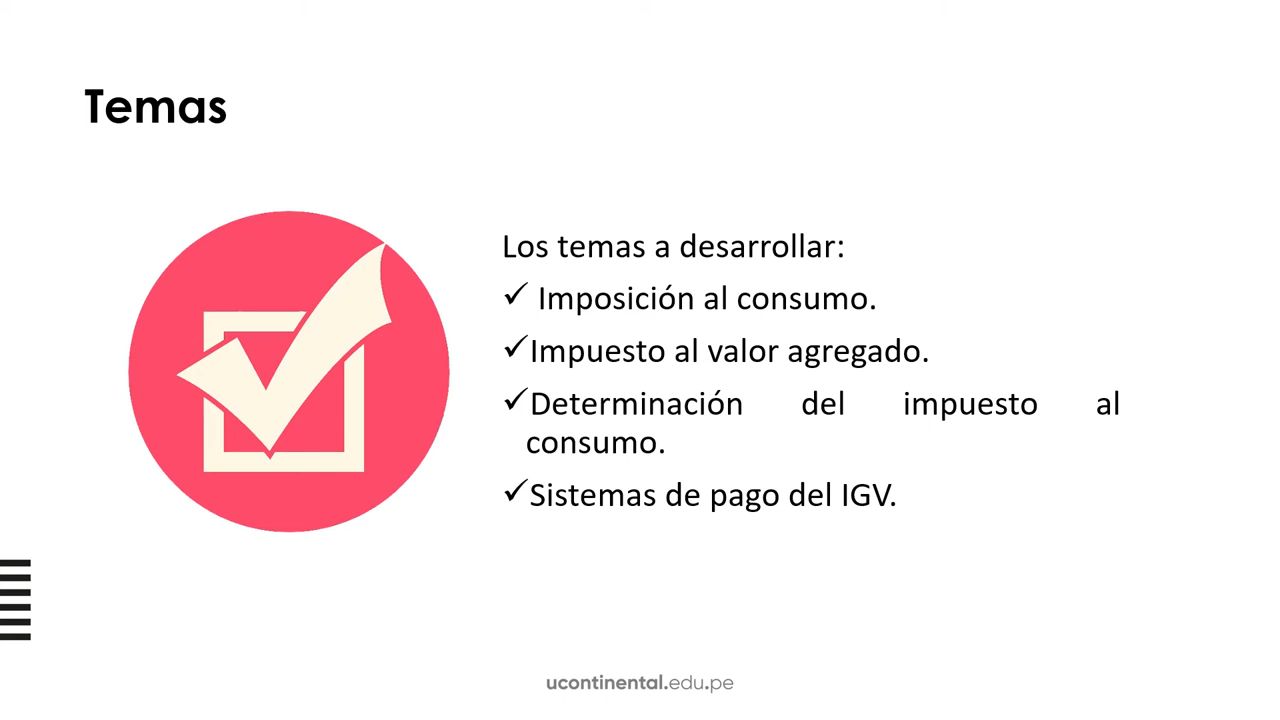 Temas
Los temas a desarrollar:
✓ Imposición al consumo.
✓Impuesto al valor agregado.
✓Determinación del impuesto al
consumo.
✓Sistemas de pago del IGV.
ucontinental.edu.pe